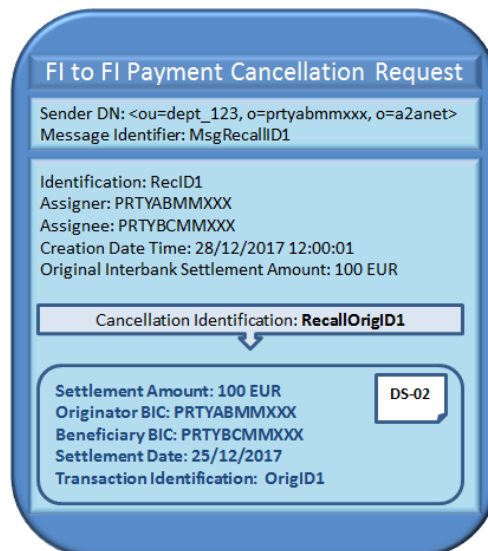 FI to FI Payment Cancellation Request
Sender DN: <ou=dept_123, o=prtyabmmxxx, o=a2anet>
Message Identifier: MsgRecallID1
Identification: RecID1
Assigner: PRTYABMMXXX
Assignee: PRTYBCMMXXX
Creation Date Time: 28/12/2017 12:00:01
Original Interbank Settlement Amount: 100 EUR
Cancellation Identification: RecallOrigID1
Settlement Amount: 100 EUR
Originator BIC: PRTYABMMXXX
Beneficiary BIC: PRTYBCMMXXX
Settlement Date: 25/12/2017
Transaction Identification:  OrigID1
DS-02